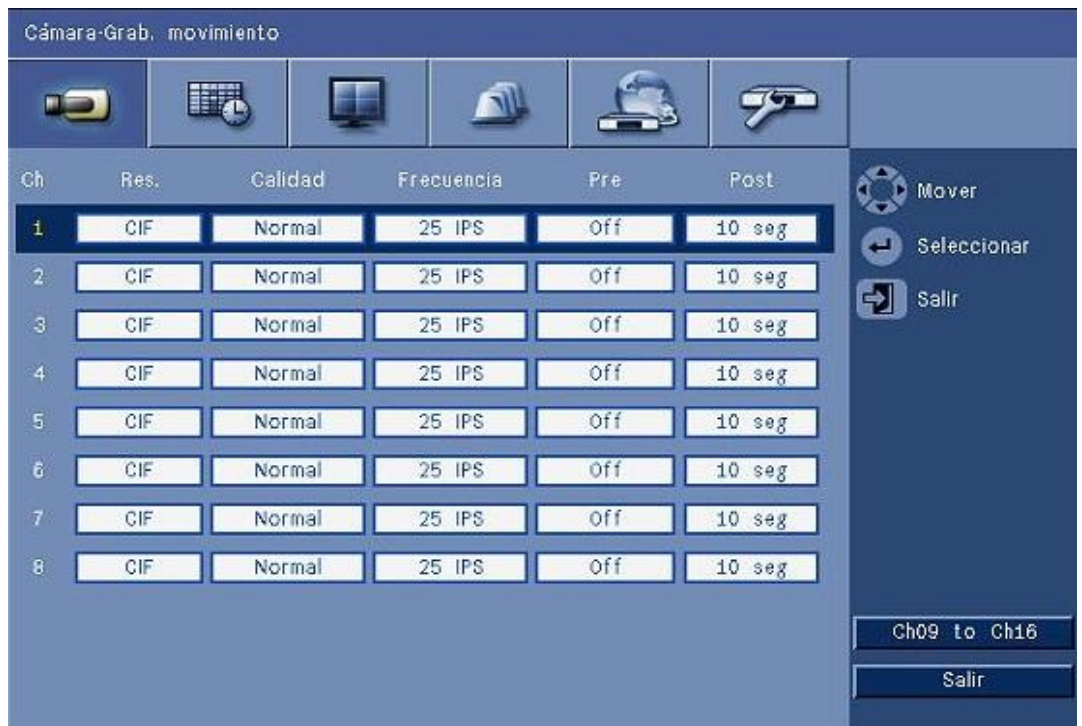 Cámara-Grab. movimiento
Ch Res. Calidad Frecuencia Pre Post
1 CIF Normal 25 IPS Off 10 seg
2 CIF Normal 25 IPS Off 10 seg
3 CIF Normal 25 IPS Off 10 seg
4 CIF Normal 25 IPS Off 10 seg
5 CIF Normal 25 IPS Off 10 seg
6 CIF Normal 25 IPS Off 10 seg
7 CIF Normal 25 IPS Off 10 seg
8 CIF Normal 25 IPS Off 10 seg
Mover
Seleccionar
Salir
Ch09 to Ch16
Salir